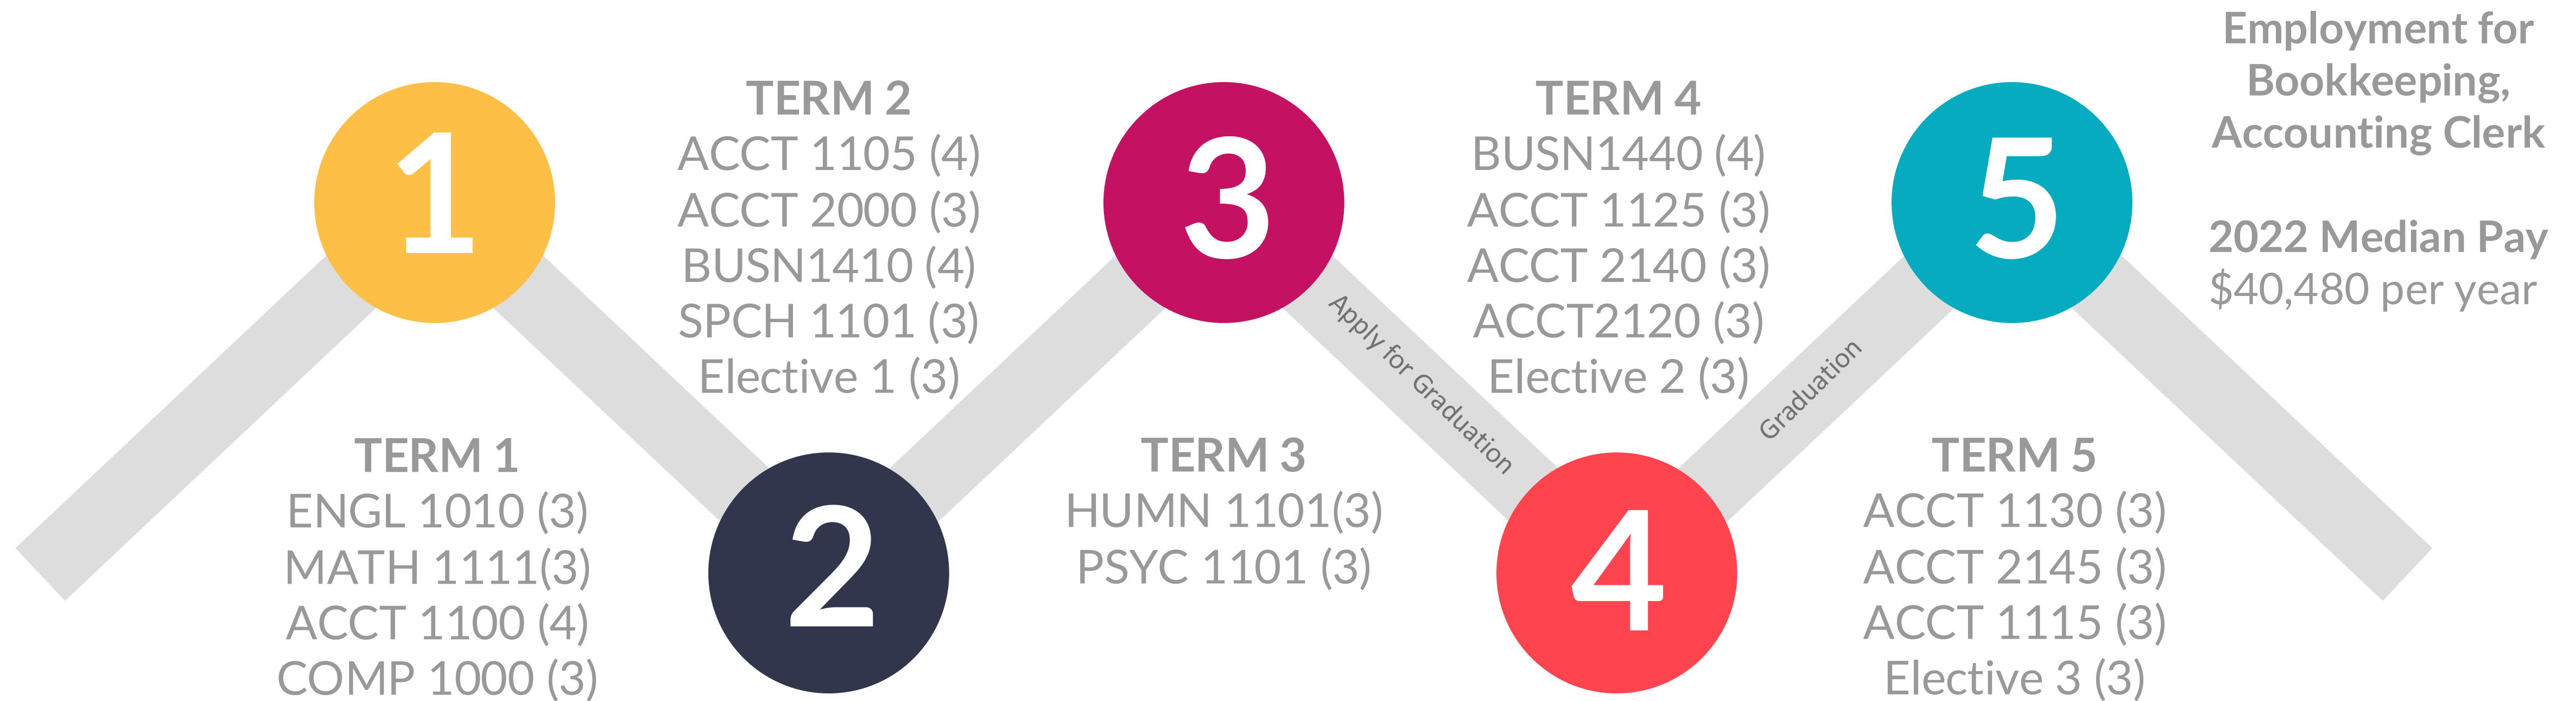 1
TERM 1
ENGL 1010 (3)
MATH 1111(3)
ACCT 1100 (4)
COMP 1000 (3)
TERM 2
ACCT 1105 (4)
ACCT 2000 (3)
BUSN1410 (4)
SPCH 1101 (3)
Elective 1 (3)
2
3
TERM 3
HUMN 1101(3)
PSYC 1101 (3)
Apply for Graduation
TERM 4
BUSN1440 (4)
ACCT 1125 (3)
ACCT 2140 (3)
ACCT2120 (3)
Elective 2 (3)
4
Graduation
5
TERM 5
ACCT 1130 (3)
ACCT 2145 (3)
ACCT 1115 (3)
Elective 3 (3)
Employment for
Bookkeeping,
Accounting Clerk
2022 Median Pay
$40,480 per year